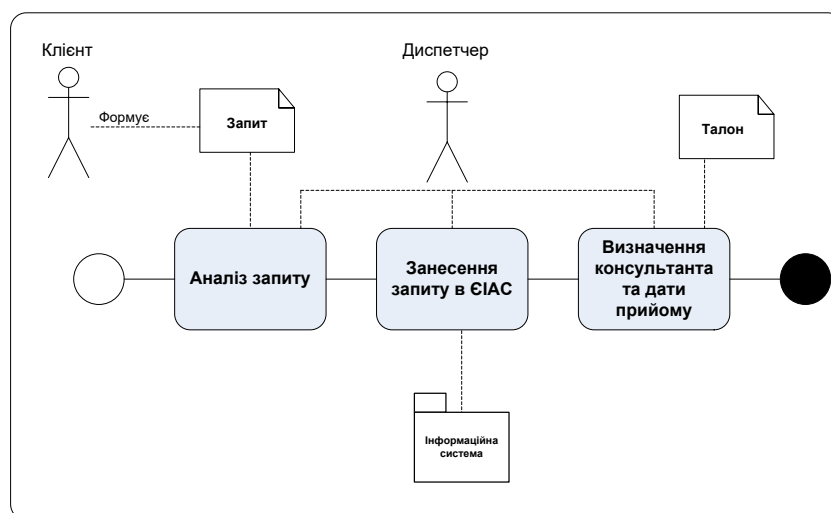 Клієнт
Диспетчер
Формує
Запит
Талон
Аналіз запиту
Занесення
запиту в ЄІАС
Визначення
консультанта
та дати
прийому
Інформаційна
система